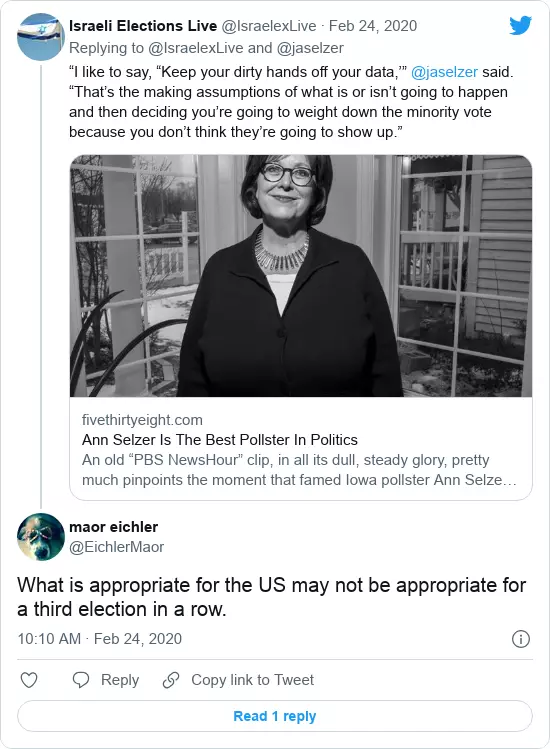 Israeli Elections Live @IsraelexLive · Feb 24, 2020
Replying to @IsraelexLive and @jaselzer
“I like to say, “Keep your dirty hands off your data,’” @jaselzer said.
“That’s the making assumptions of what is or isn’t going to happen
and then deciding you’re going to weight down the minority vote
because you don’t think they’re going to show up.”
fivethirtyeight.com
Ann Selzer Is The Best Pollster In Politics
An old “PBS NewsHour” clip, in all its dull, steady glory, pretty
much pinpoints the moment that famed Iowa pollster Ann Selze…
maor eichler
@EichlerMaor
What is appropriate for the US may not be appropriate for
a third election in a row.
10:10 AM · Feb 24, 2020
Reply
Copy link to Tweet
Read 1 reply